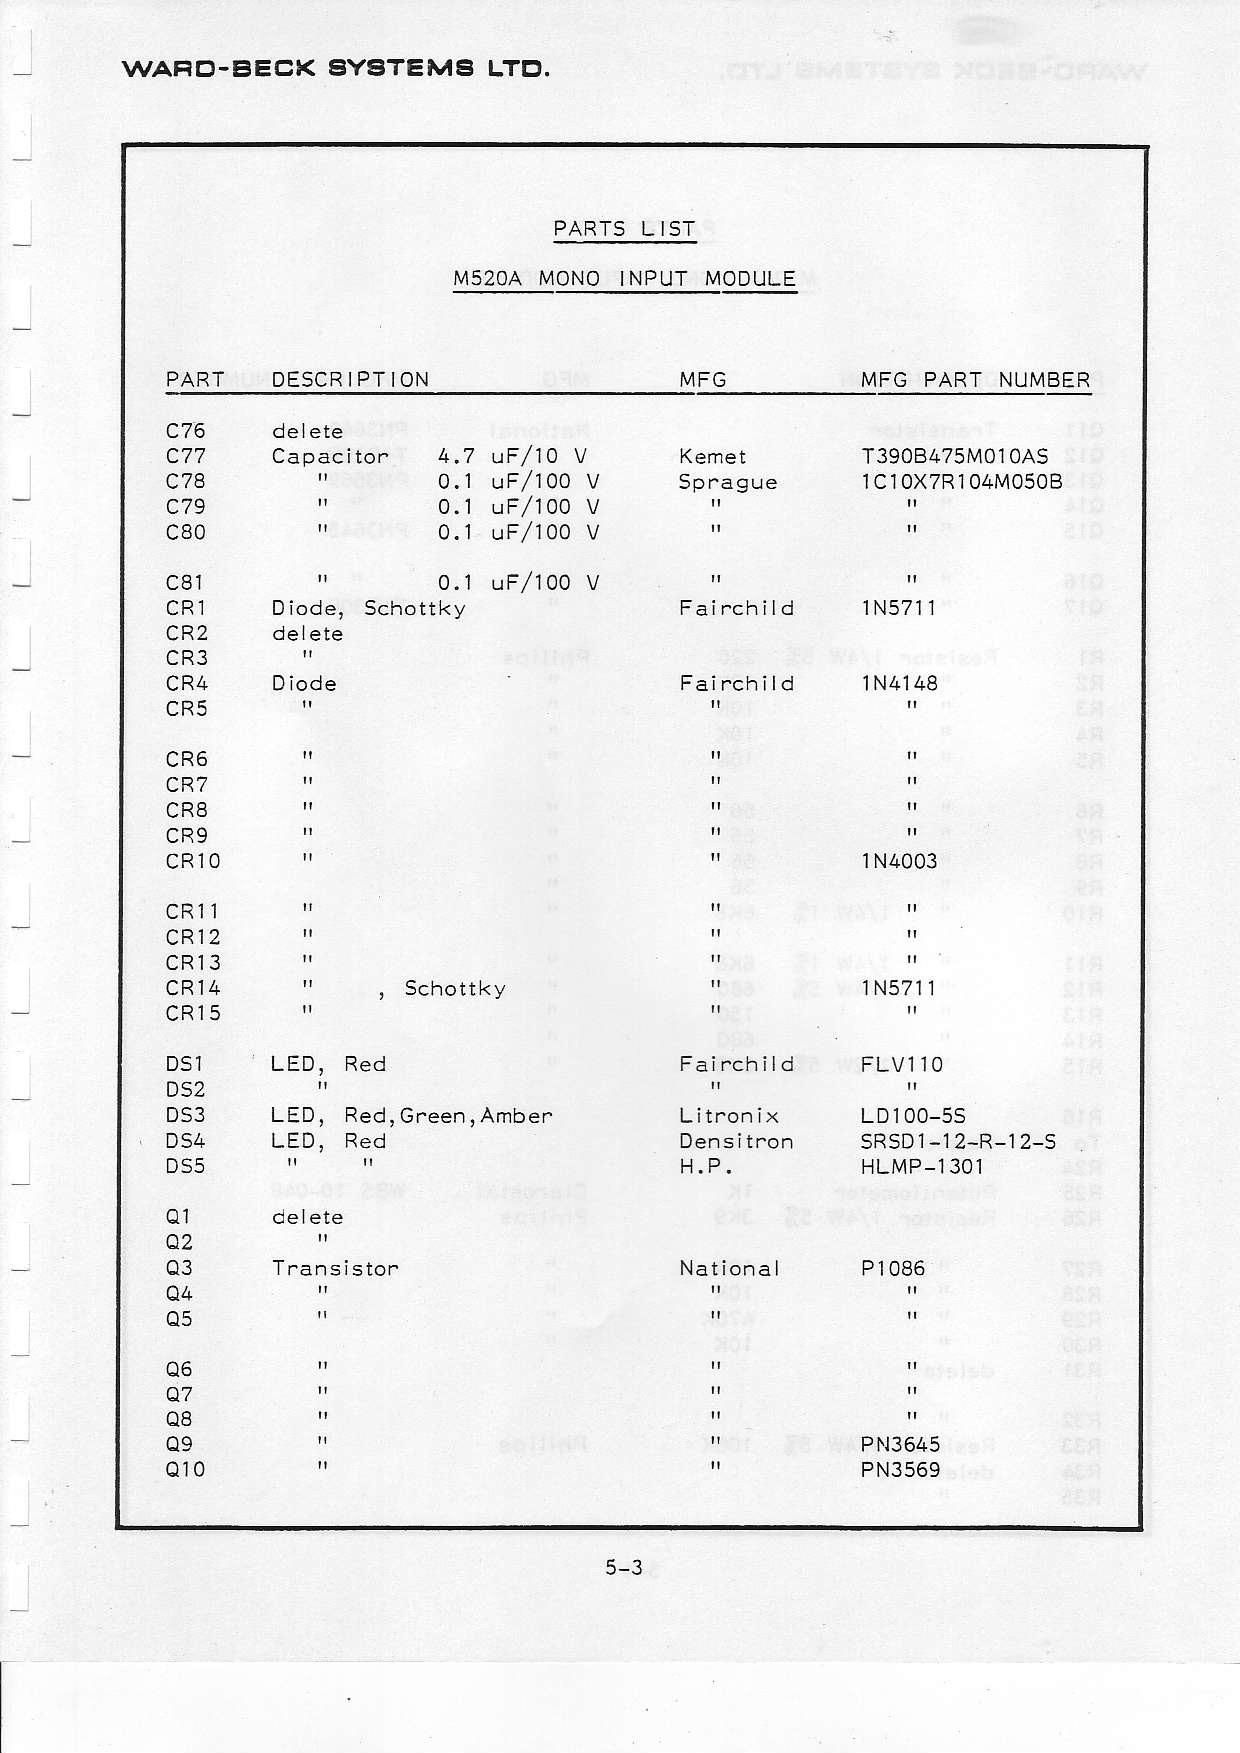 WARD-BECK SYSTEMS LTD.
PARTS LIST
M520A MONO INPUT MODULE
PART DESCRIPTION MFG MFG PART NUMBER
C76 delete
C77 Capacitor 4.7 uF/10 V Kemet T390B475M010AS
C78 " 0.1 uF/100 V Sprague 1C10X7R104M050B
C79 " 0.1 uF/100 V " "
C80 " 0.1 uF/100 V " "
C81 " 0.1 uF/100 V " "
CR1 Diode, Schottky Fairchild 1N5711
CR2 delete
CR3 "
CR4 Diode Fairchild 1N4148
CR5 " " "
CR6 " " "
CR7 " " "
CR8 " " "
CR9 " " "
CR10 " " 1N4003
CR11 " " "
CR12 " " "
CR13 " " "
CR14 " , Schottky " 1N5711
CR15 " " "
DS1 LED, Red Fairchild FLV110
DS2 " " "
DS3 LED, Red,Green,Amber Litronix LD100-5S
DS4 LED, Red Densitron SRSD1-12-R-12-S
DS5 " " H.P. HLMP-1301
Q1 delete
Q2 "
Q3 Transistor National P1086
Q4 " " "
Q5 " " "
Q6 " " "
Q7 " " "
Q8 " " "
Q9 " " PN3645
Q10 " " PN3569
5-3